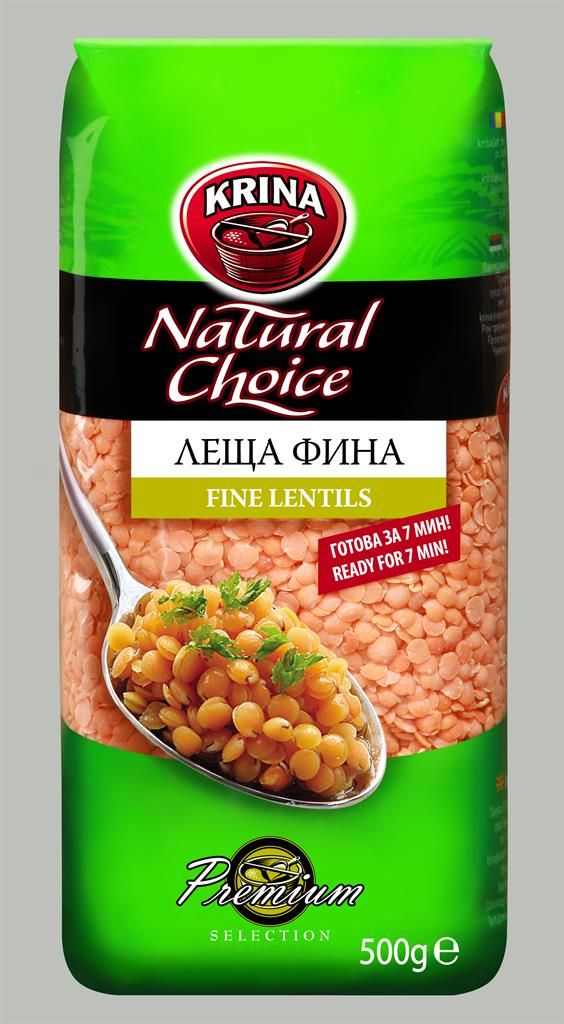 KRINA
Natural
Choice
ЛЕЩА ФИНА
FINE LENTILS
ГОТОВА ЗА 7 МИН!
READY FOR 7 MIN!
Premium
SELECTION
500g ℮